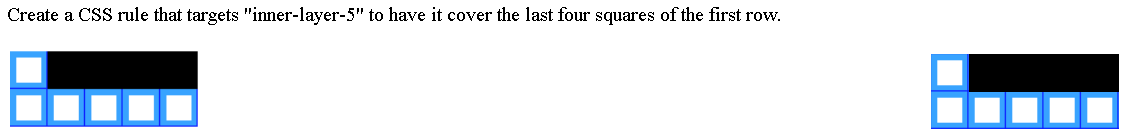 Create a CSS rule that targets "inner-layer-5" to have it cover the last four squares of the first row.